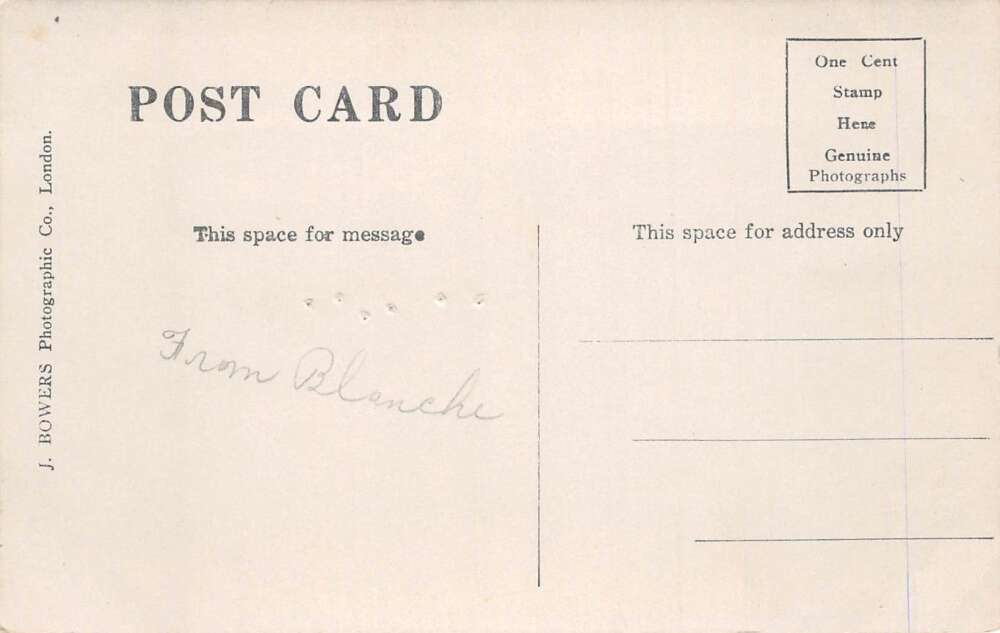 POST CARD
One Cent
Stamp
Here
Genuine
Photographs
This space for message
This space for address only
From Blanche
J. BOWERS Photographic Co., London.